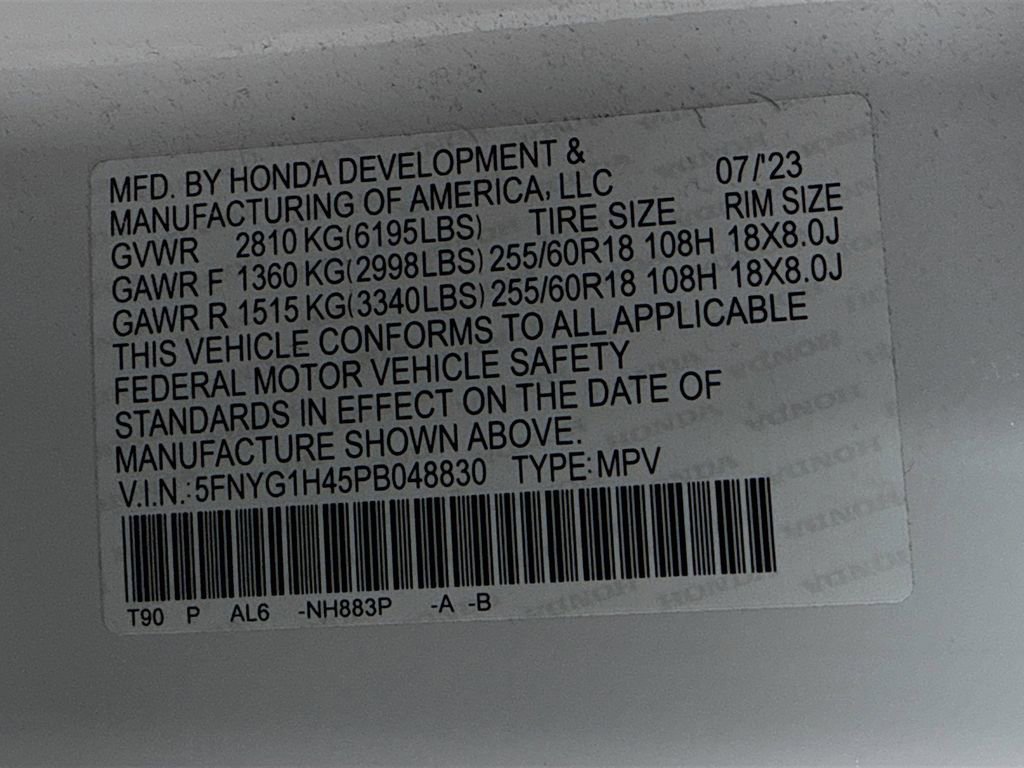 MFD. BY HONDA DEVELOPMENT & 07/'23
MANUFACTURING OF AMERICA, LLC
GVWR 2810 KG(6195LBS) TIRE SIZE RIM SIZE
GAWR F 1360 KG(2998LBS) 255/60R18 108H 18X8.0J
GAWR R 1515 KG(3340LBS) 255/60R18 108H 18X8.0J
THIS VEHICLE CONFORMS TO ALL APPLICABLE
FEDERAL MOTOR VEHICLE SAFETY
STANDARDS IN EFFECT ON THE DATE OF
MANUFACTURE SHOWN ABOVE.
V.I.N.:5FNYG1H45PB048830 TYPE:MPV
T90 P AL6 -NH883P -A -B